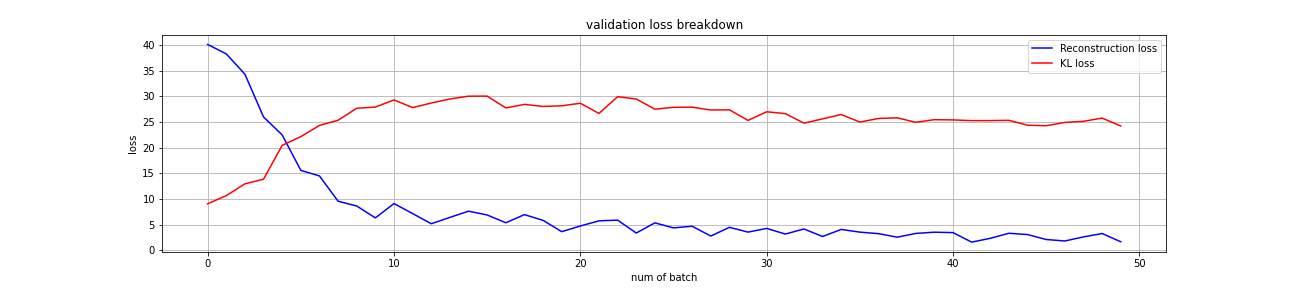 validation loss breakdown
Reconstruction loss
KL loss
loss
40
35
30
25
20
15
10
5
0
0 10 20 30 40 50
num of batch